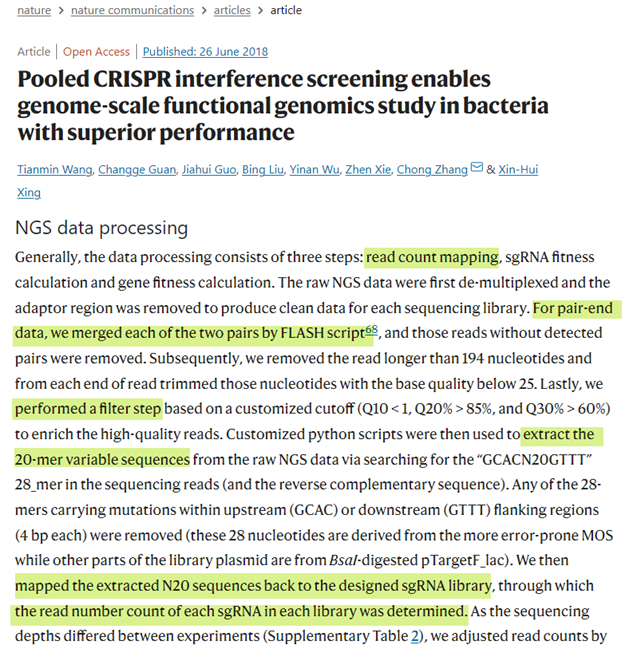 nature > nature communications > articles > article
Article | Open Access | Published: 26 June 2018
Pooled CRISPR interference screening enables
genome-scale functional genomics study in bacteria
with superior performance
Tianmin Wang, Changge Guan, Jiahui Guo, Bing Liu, Yinan Wu, Zhen Xie, Chong Zhang & Xin-Hui
Xing
NGS data processing
Generally, the data processing consists of three steps: read count mapping, sgRNA fitness
calculation and gene fitness calculation. The raw NGS data were first de-multiplexed and the
adaptor region was removed to produce clean data for each sequencing library. For pair-end
data, we merged each of the two pairs by FLASH script68, and those reads without detected
pairs were removed. Subsequently, we removed the read longer than 194 nucleotides and
from each end of read trimmed those nucleotides with the base quality below 25. Lastly, we
performed a filter step based on a customized cutoff (Q10 < 1, Q20% > 85%, and Q30% > 60%)
to enrich the high-quality reads. Customized python scripts were then used to extract the
20-mer variable sequences from the raw NGS data via searching for the “GCACN20GTTT”
28_mer in the sequencing reads (and the reverse complementary sequence). Any of the 28-
mers carrying mutations within upstream (GCAC) or downstream (GTTT) flanking regions
(4 bp each) were removed (these 28 nucleotides are derived from the more error-prone MOS
while other parts of the library plasmid are from BsaI-digested pTargetF_lac). We then
mapped the extracted N20 sequences back to the designed sgRNA library, through which
the read number count of each sgRNA in each library was determined. As the sequencing
depths differed between experiments (Supplementary Table 2), we adjusted read counts by